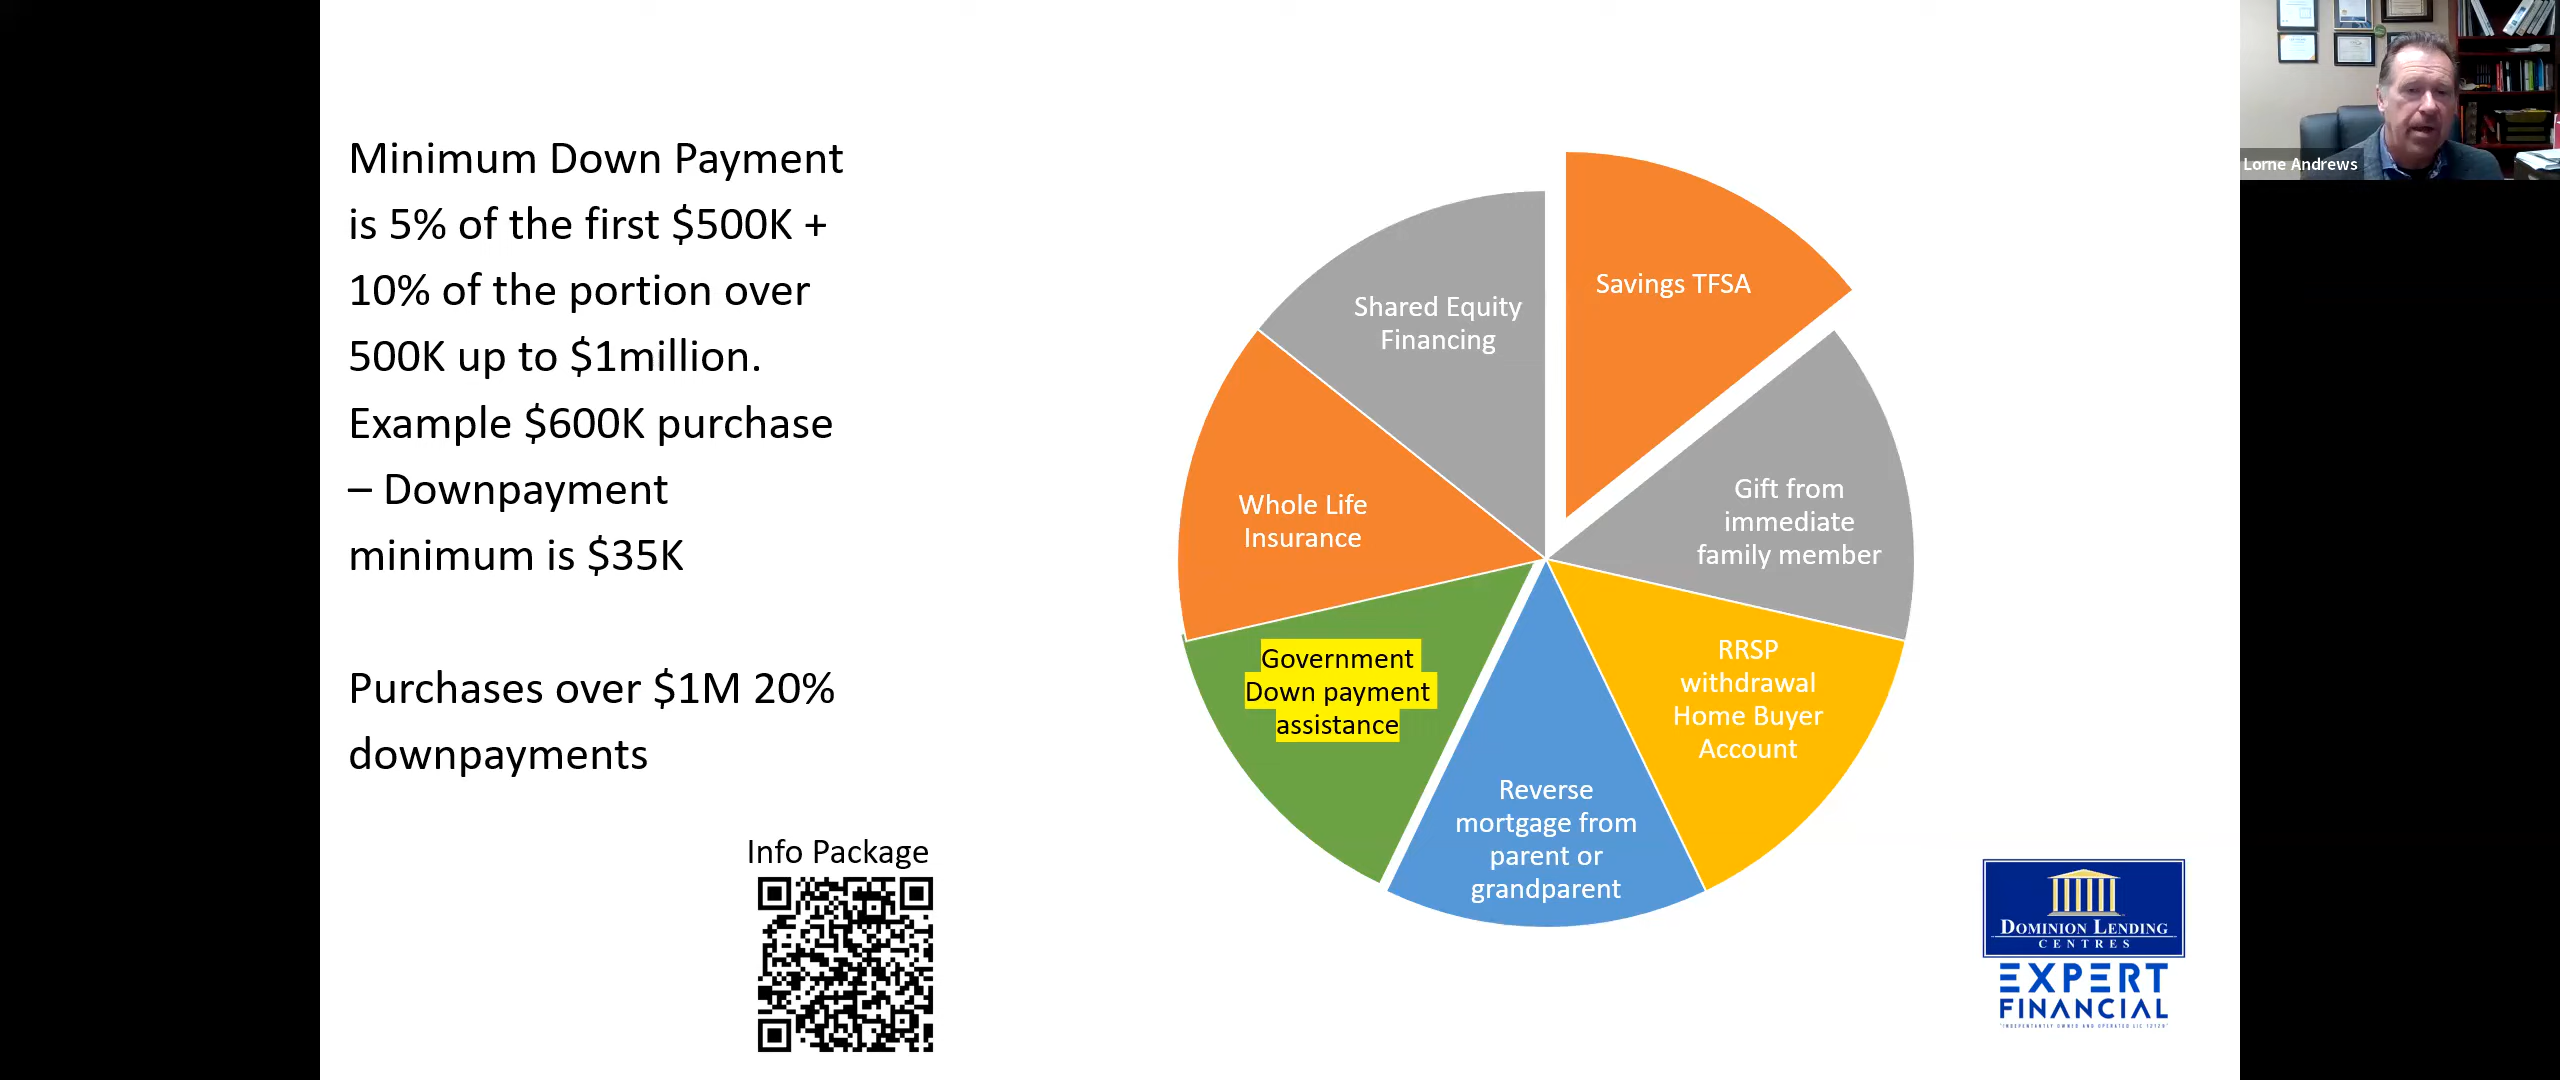 Minimum Down Payment
is 5% of the first $500K +
10% of the portion over
500K up to $1million.
Example $600K purchase
– Downpayment
minimum is $35K
Purchases over $1M 20%
downpayments
Info Package
Savings TFSA
Gift from
immediate
family member
RRSP
withdrawal
Home Buyer
Account
Reverse
mortgage from
parent or
grandparent
Government
Down payment
assistance
Whole Life
Insurance
Shared Equity
Financing
Lorne Andrews
DOMINION LENDING
CENTRES
EXPERT
FINANCIAL